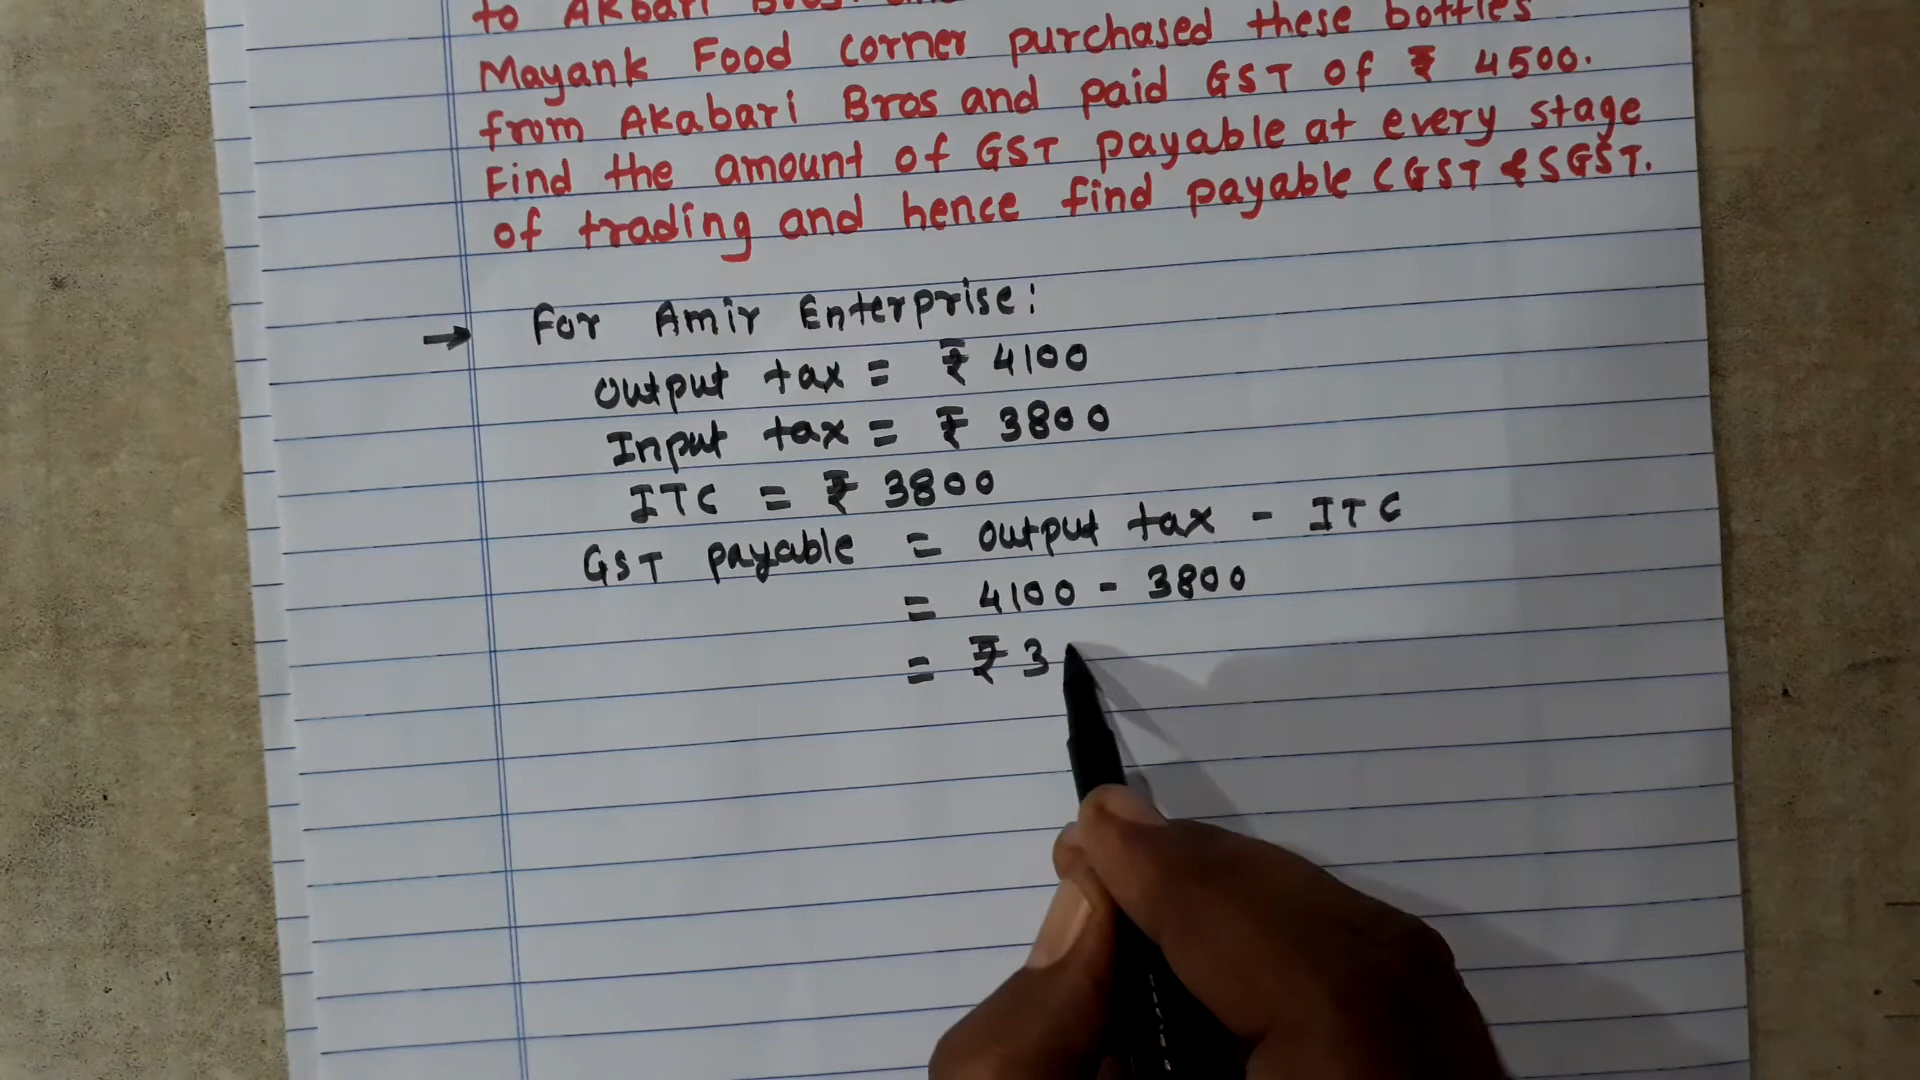 to Akbari
Mayank Food corner purchased these bottles
from Akabari Bros and paid GST of ₹ 4500.
Find the amount of GST payable at every stage
of trading and hence find payable CGST & SGST.
→ For Amir Enterprise:
Output tax = ₹ 4100
Input tax = ₹ 3800
ITC = ₹ 3800
GST payable = output tax - ITC
= 4100 - 3800
= ₹ 3